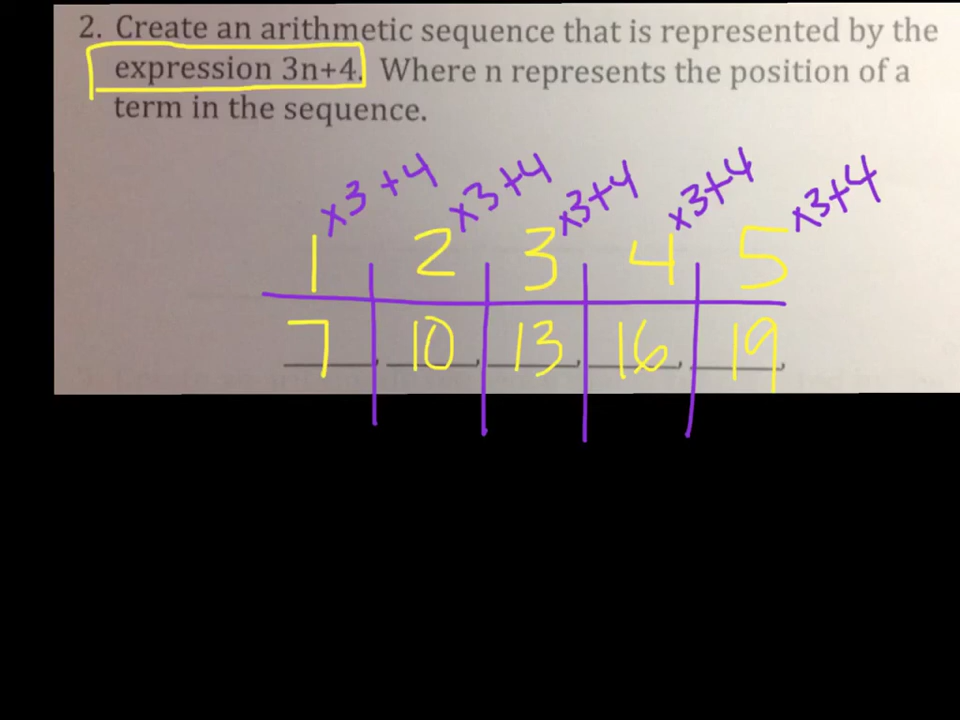 2. Create an arithmetic sequence that is represented by the
expression 3n+4. Where n represents the position of a
term in the sequence.
x3+4 x3+4 x3+4 x3+4 x3+4
1 2 3 4 5
7, 10, 13, 16, 19,